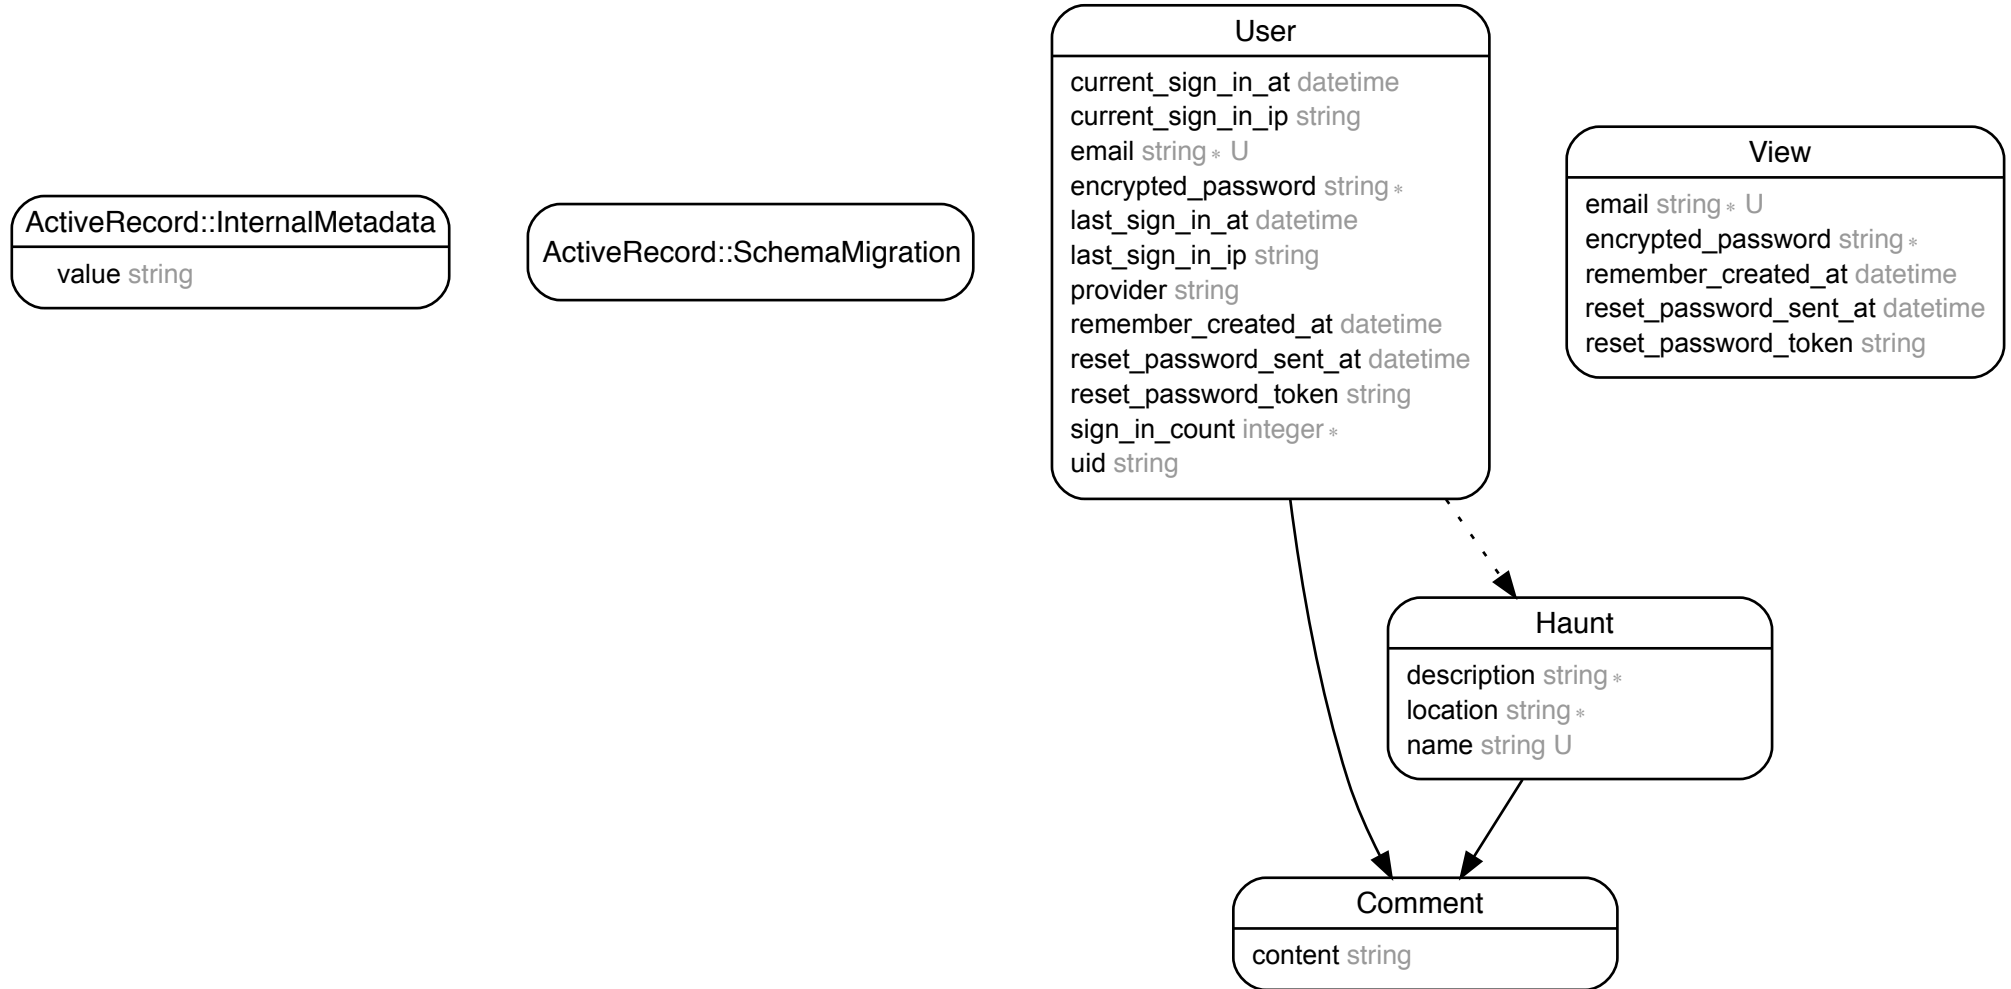 ActiveRecord::InternalMetadata
value string
ActiveRecord::SchemaMigration
User
current_sign_in_at datetime
current_sign_in_ip string
email string ∗ U
encrypted_password string ∗
last_sign_in_at datetime
last_sign_in_ip string
provider string
remember_created_at datetime
reset_password_sent_at datetime
reset_password_token string
sign_in_count integer ∗
uid string
View
email string ∗ U
encrypted_password string ∗
remember_created_at datetime
reset_password_sent_at datetime
reset_password_token string
Haunt
description string ∗
location string ∗
name string U
Comment
content string